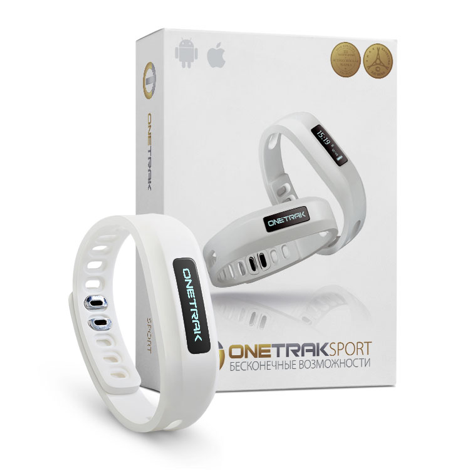 ONETRAK
SPORT
15:19
ONETRAK
ONETRAK
ONETRAKSPORT
БЕСКОНЕЧНЫЕ ВОЗМОЖНОСТИ